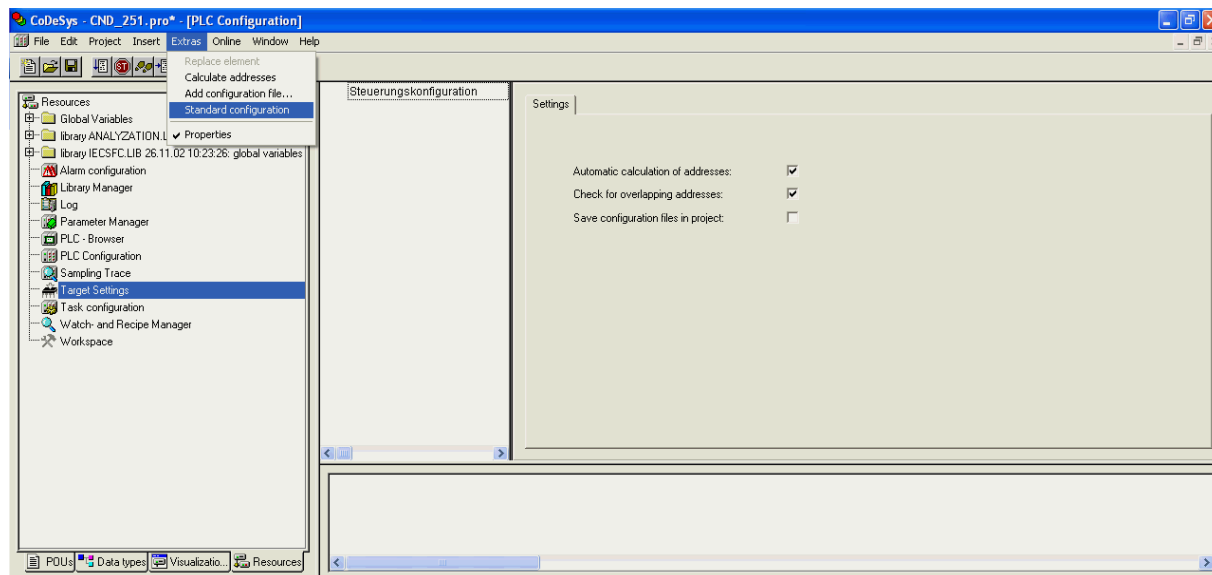 CoDeSys - CND_251.pro* - [PLC Configuration]
File Edit Project Insert Extras Online Window Help
Replace element
Calculate addresses
Add configuration file...
Standard configuration
Properties
Resources
Global Variables
library ANALYZATION.L
library IECSFC.LIB 26.11.02 10:23:26: global variables
Alarm configuration
Library Manager
Log
Parameter Manager
PLC - Browser
PLC Configuration
Sampling Trace
Target Settings
Task configuration
Watch- and Recipe Manager
Workspace
Steuerungskonfiguration
Settings
Automatic calculation of addresses:
Check for overlapping addresses:
Save configuration files in project:
POUs Data types Visualizatio... Resources